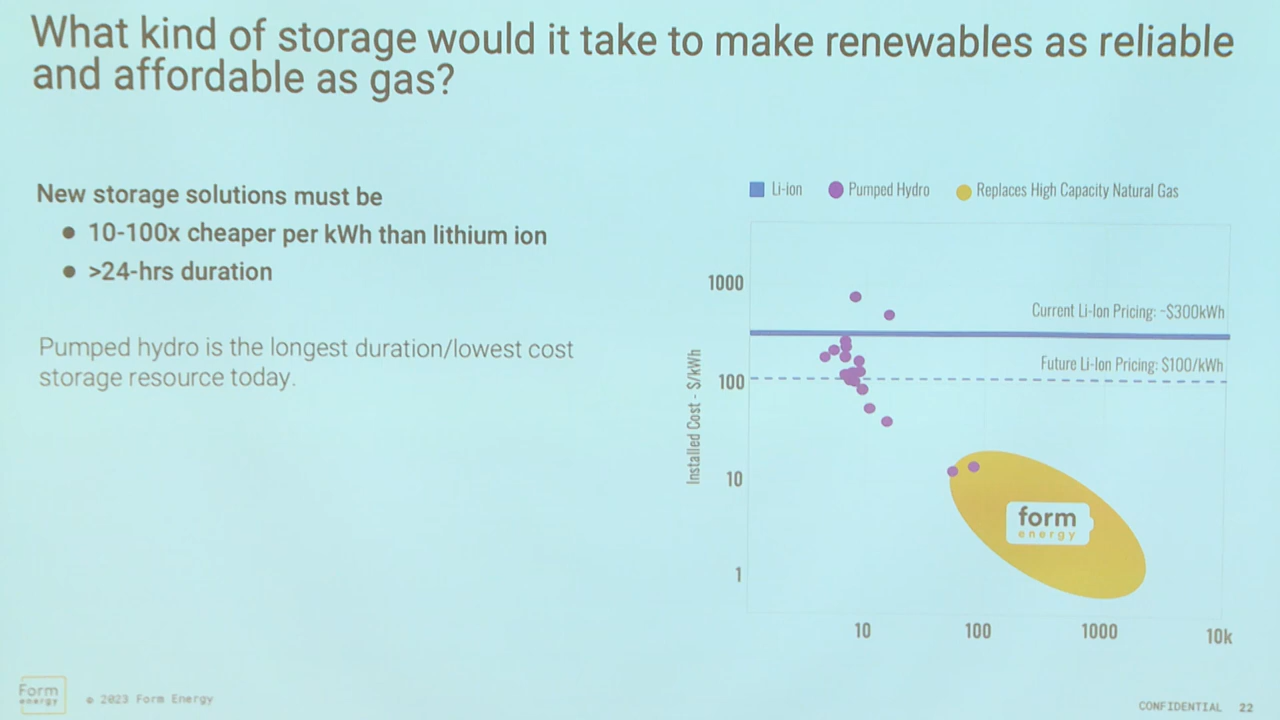 What kind of storage would it take to make renewables as reliable
and affordable as gas?
New storage solutions must be
● 10-100x cheaper per kWh than lithium ion
● >24-hrs duration
Pumped hydro is the longest duration/lowest cost
storage resource today.
Li-ion
Pumped Hydro
Replaces High Capacity Natural Gas
Installed Cost - $/kWh
1000
100
10
1
Current Li-Ion Pricing: ~$300kWh
Future Li-Ion Pricing: $100/kWh
form
energy
10
100
1000
10k
Form
energy
© 2023 Form Energy
CONFIDENTIAL 22